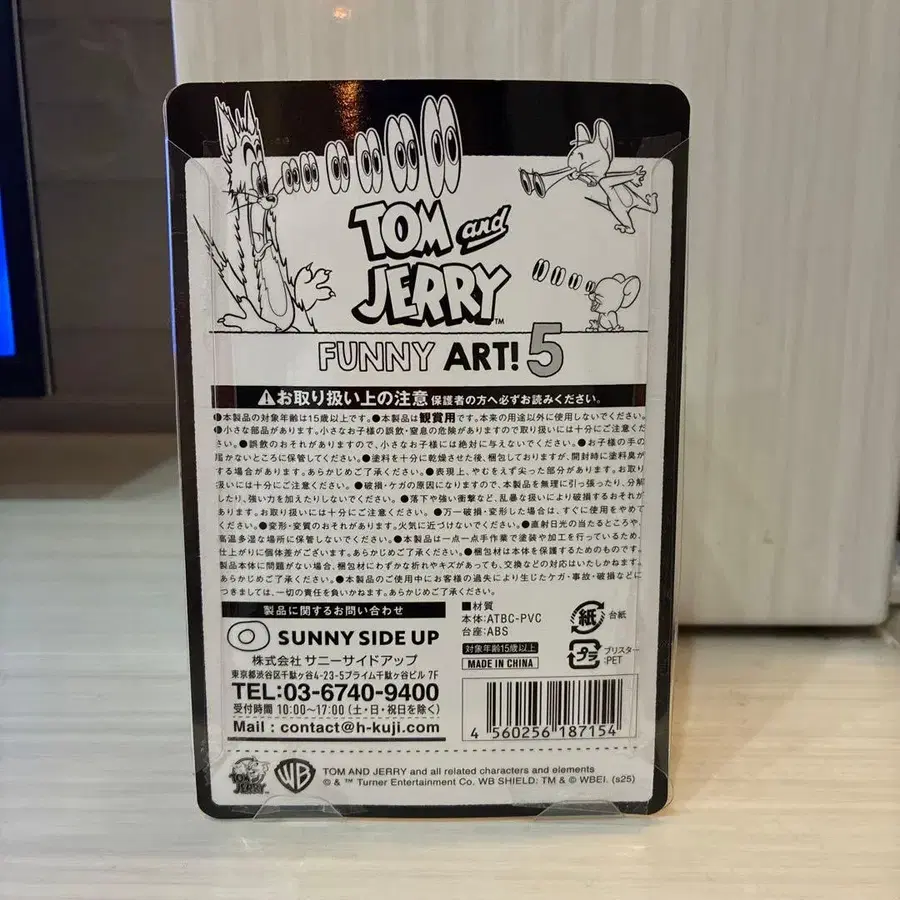 TOM and
JERRY™
FUNNY ART! 5
⚠お取り扱い上の注意 保護者の方へ必ずお読みください。
●本製品の対象年齢は15歳以上です。●本製品は観賞用です。本来の用途以外に使用しないでください。
●小さな部品があります。小さなお子様の誤飲・窒息の危険がありますので取り扱いには十分にご注意くだ
さい。●誤飲のおそれがありますので、小さなお子様には絶対に与えないでください。●お子様の手の
届かないところに保管してください。●塗料を十分に乾燥させた後、梱包しておりますが、開封時に塗料臭が
する場合があります。あらかじめご了承ください。●表現上、やむをえず尖った部分があります。お取り
扱いには十分にご注意ください。●破損・ケガの原因になりますので、本製品を無理に引っ張ったり、分解
したり、強い力を加えたりしないでください。●落下や強い衝撃など、乱暴な扱いにより破損するおそれが
あります。お取り扱いには十分にご注意ください。●万一破損・変形した場合は、すぐに使用をやめて
ください。●変形・変質のおそれがあります。火気に近づけないでください。●直射日光の当たるところや、
高温多湿な場所に保管しないでください。●本製品は一点一点手作業で塗装や加工を行っているため、
仕上がりに個体差がございます。あらかじめご了承ください。●梱包材は本体を保護するためのものです。
製品本体に問題がない場合、梱包材にわずかな折れやキズがあっても、交換などの対応はいたしかねます。
あらかじめご了承ください。●本製品のご使用中にお客様の過失により生じたケガ・事故・破損などに
つきましては、一切の責任を負いかねます。あらかじめご了承ください。
製品に関するお問い合わせ
SUNNY SIDE UP
株式会社 サニーサイドアップ
東京都渋谷区千駄ヶ谷4-23-5プライム千駄ヶ谷ビル 7F
TEL:03-6740-9400
受付時間 10:00〜17:00 (土・日・祝日を除く)
Mail : contact@h-kuji.com
■材質
本体:ATBC-PVC
台座:ABS
対象年齢15歳以上
MADE IN CHINA
紙 台紙
プラ ブリスター
:PET
4 560256 187154
TOM and JERRY
WB
TOM AND JERRY and all related characters and elements
© & ™ Turner Entertainment Co. WB SHIELD: TM & © WBEI. (s25)